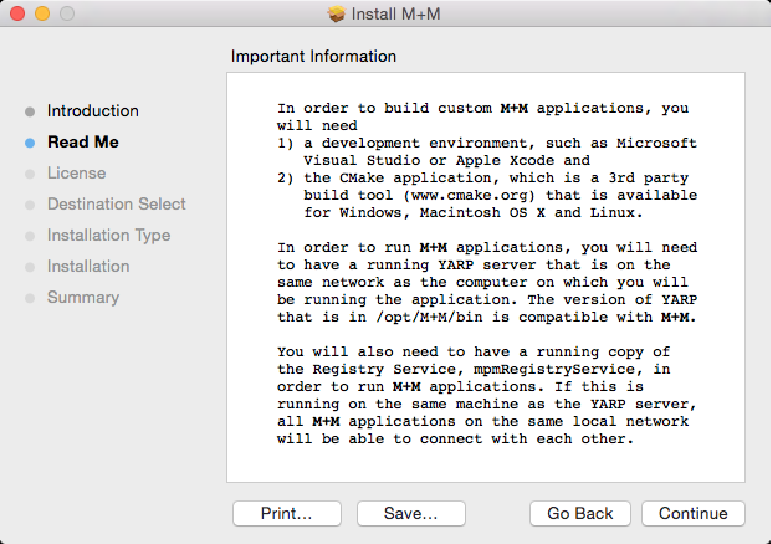 Install M+M
Important Information
Introduction
Read Me
License
Destination Select
Installation Type
Installation
Summary
In order to build custom M+M applications, you
will need
1) a development environment, such as Microsoft
Visual Studio or Apple Xcode and
2) the CMake application, which is a 3rd party
build tool (www.cmake.org) that is available
for Windows, Macintosh OS X and Linux.
In order to run M+M applications, you will need
to have a running YARP server that is on the
same network as the computer on which you will
be running the application. The version of YARP
that is in /opt/M+M/bin is compatible with M+M.
You will also need to have a running copy of
the Registry Service, mpmRegistryService, in
order to run M+M applications. If this is
running on the same machine as the YARP server,
all M+M applications on the same local network
will be able to connect with each other.
Print...
Save...
Go Back
Continue